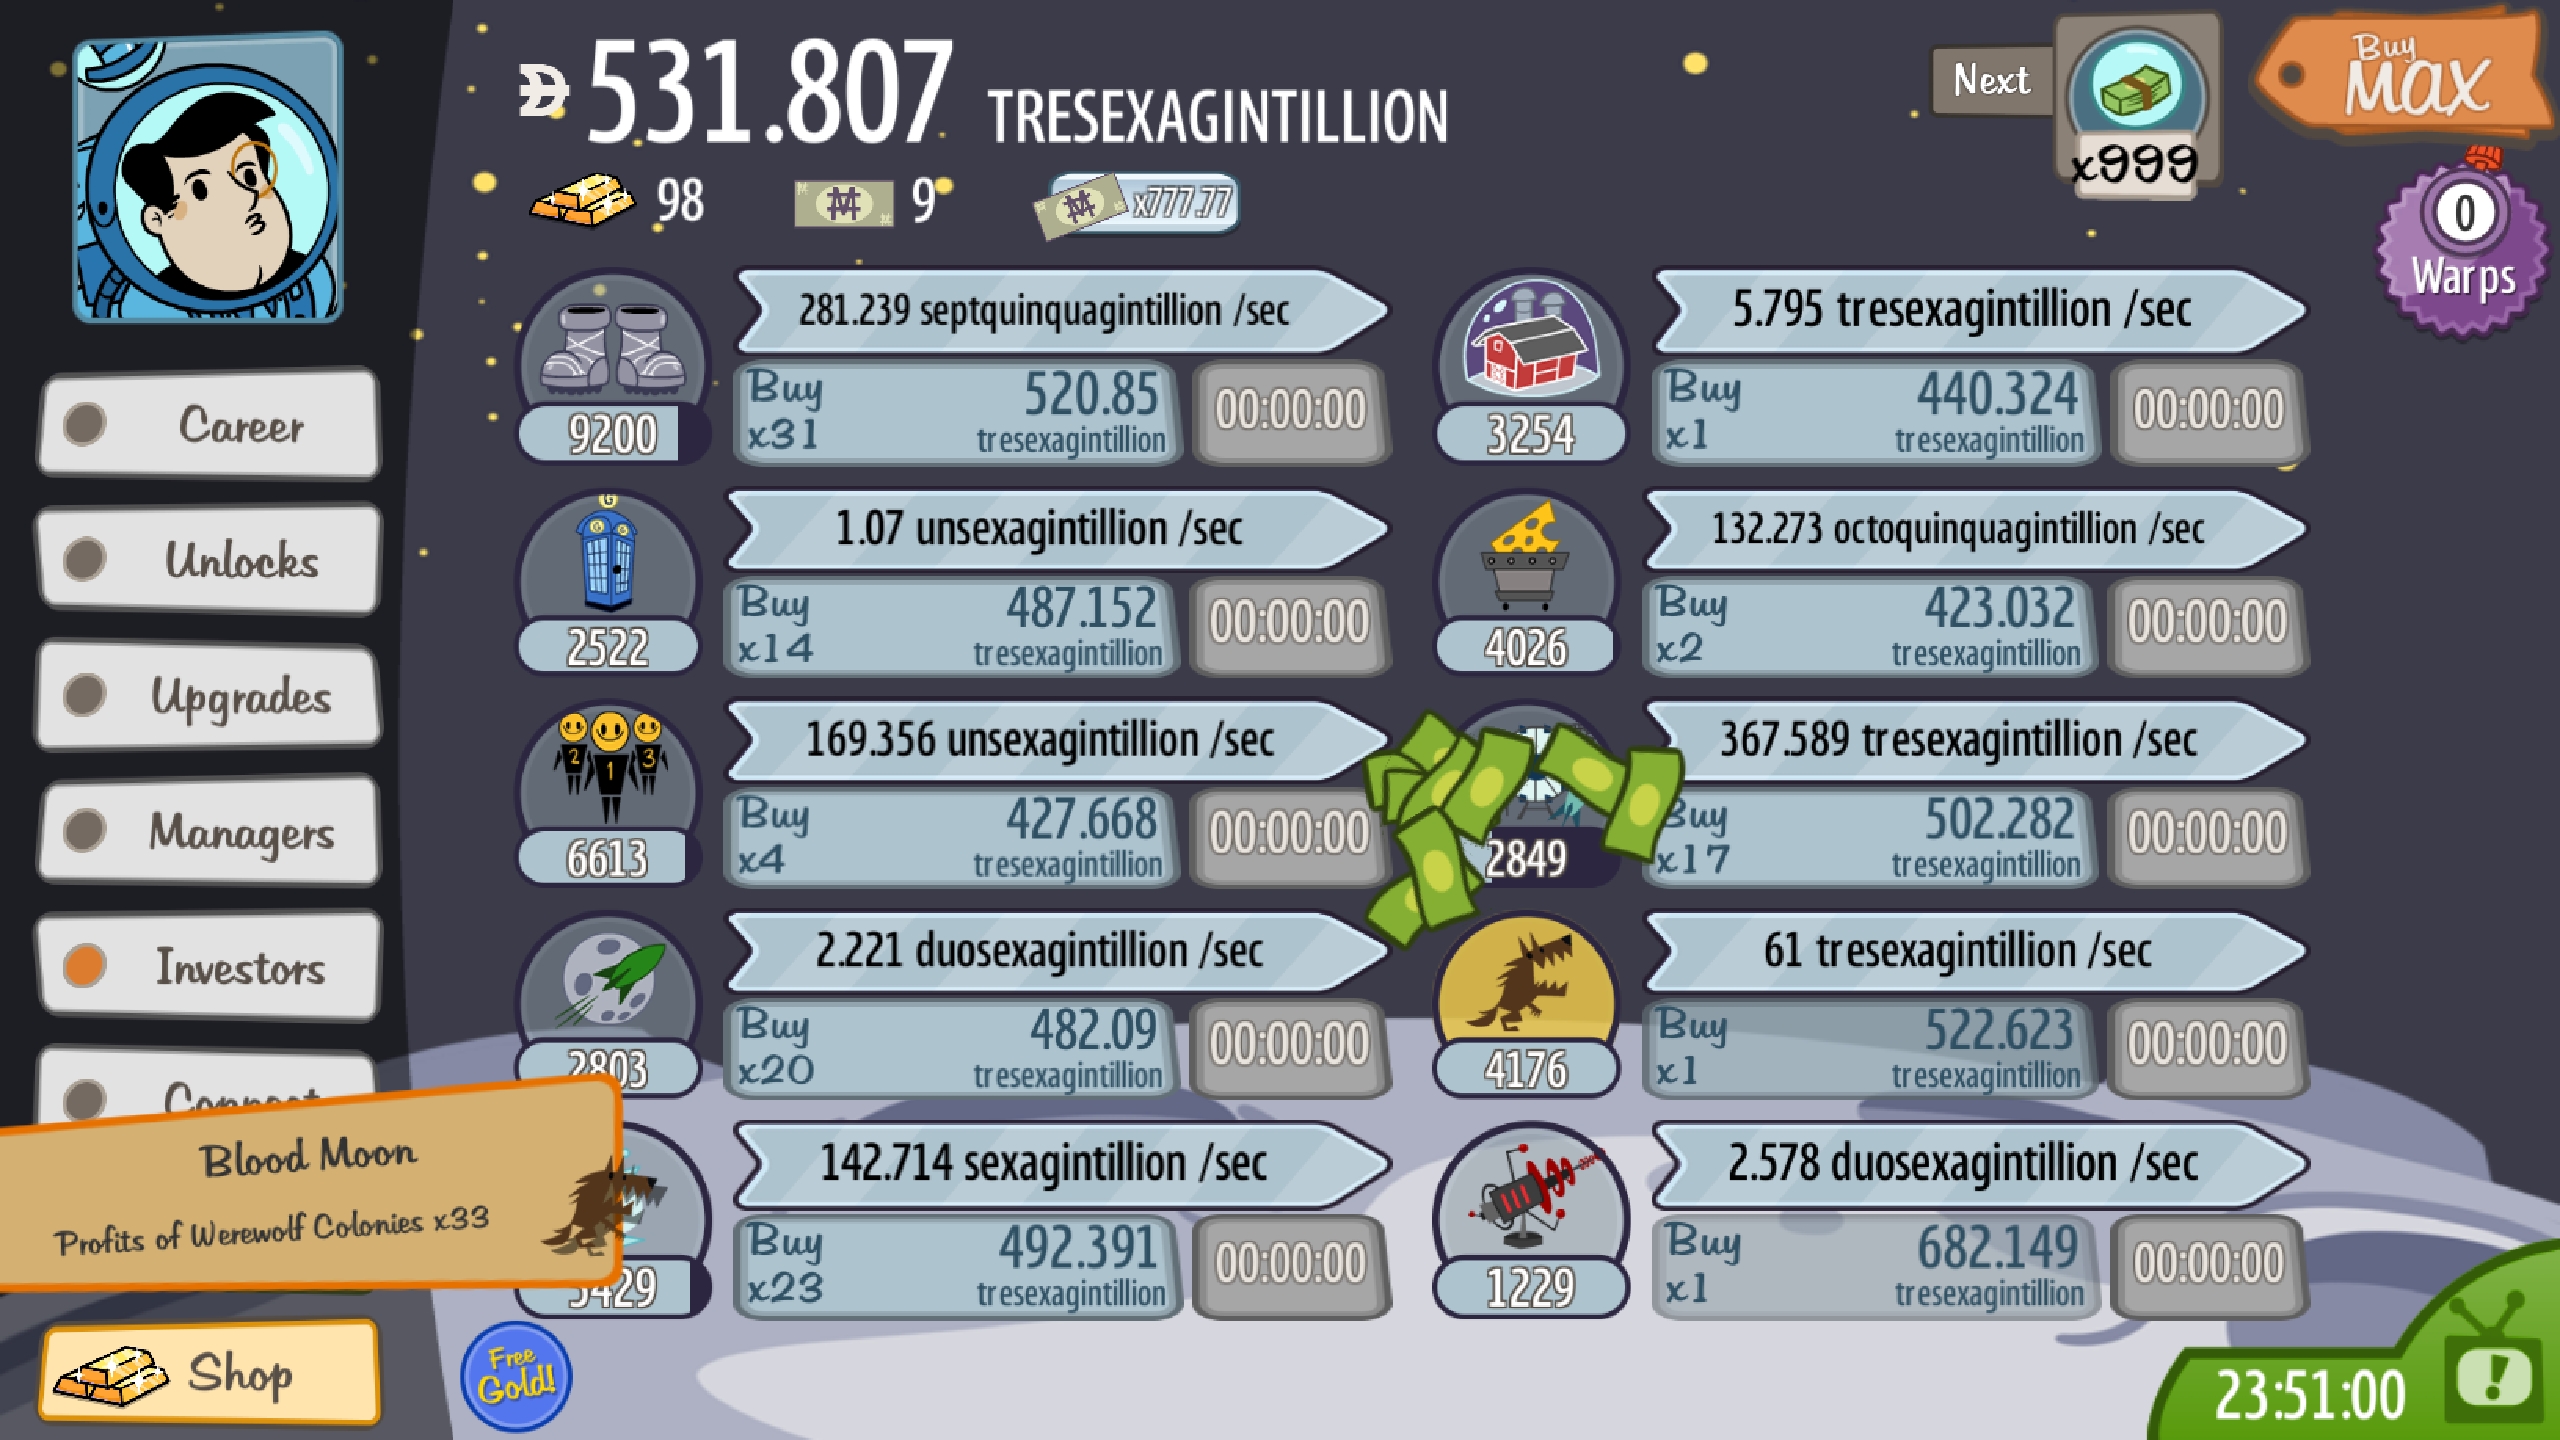 531.807 TRESEXAGINTILLION
Next
x999
Buy
MAX
98
9
x777.77
0
Warps
Career
Unlocks
Upgrades
Managers
Investors
Connect
Blood Moon
Profits of Werewolf Colonies x33
Shop
Free
Gold!
281.239 septquinquagintillion /sec
9200
Buy
x31
520.85
tresexagintillion
00:00:00
5.795 tresexagintillion /sec
3254
Buy
x1
440.324
tresexagintillion
00:00:00
1.07 unsexagintillion /sec
2522
Buy
x14
487.152
tresexagintillion
00:00:00
132.273 octoquinquagintillion /sec
4026
Buy
x2
423.032
tresexagintillion
00:00:00
2 1 3
169.356 unsexagintillion /sec
6613
Buy
x4
427.668
tresexagintillion
00:00:00
367.589 tresexagintillion /sec
2849
Buy
x17
502.282
tresexagintillion
00:00:00
2.221 duosexagintillion /sec
2803
Buy
x20
482.09
tresexagintillion
00:00:00
61 tresexagintillion /sec
4176
Buy
x1
522.623
tresexagintillion
00:00:00
142.714 sexagintillion /sec
Buy
x23
492.391
tresexagintillion
00:00:00
2.578 duosexagintillion /sec
1229
Buy
x1
682.149
tresexagintillion
00:00:00
23:51:00